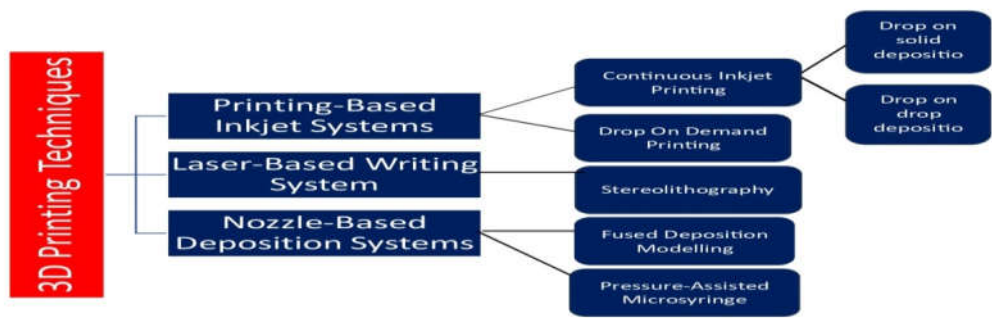 3D Printing Techniques
Printing-Based
Inkjet Systems
Laser-Based Writing
System
Nozzle-Based
Deposition Systems
Continuous Inkjet
Printing
Drop On Demand
Printing
Stereolithography
Fused Deposition
Modelling
Pressure-Assisted
Microsyringe
Drop on
solid
depositio
Drop on
drop
depositio